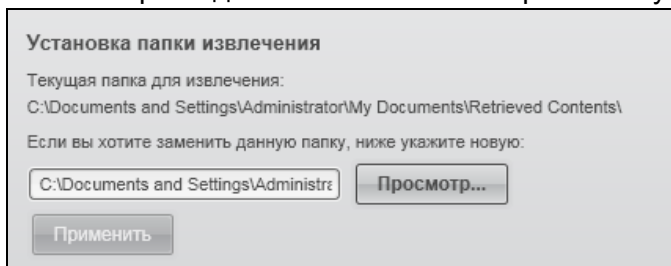 Установка папки извлечения
Текущая папка для извлечения:
C:\Documents and Settings\Administrator\My Documents\Retrieved Contents\
Если вы хотите заменить данную папку, ниже укажите новую:
C:\Documents and Settings\Administra Просмотр...
Применить